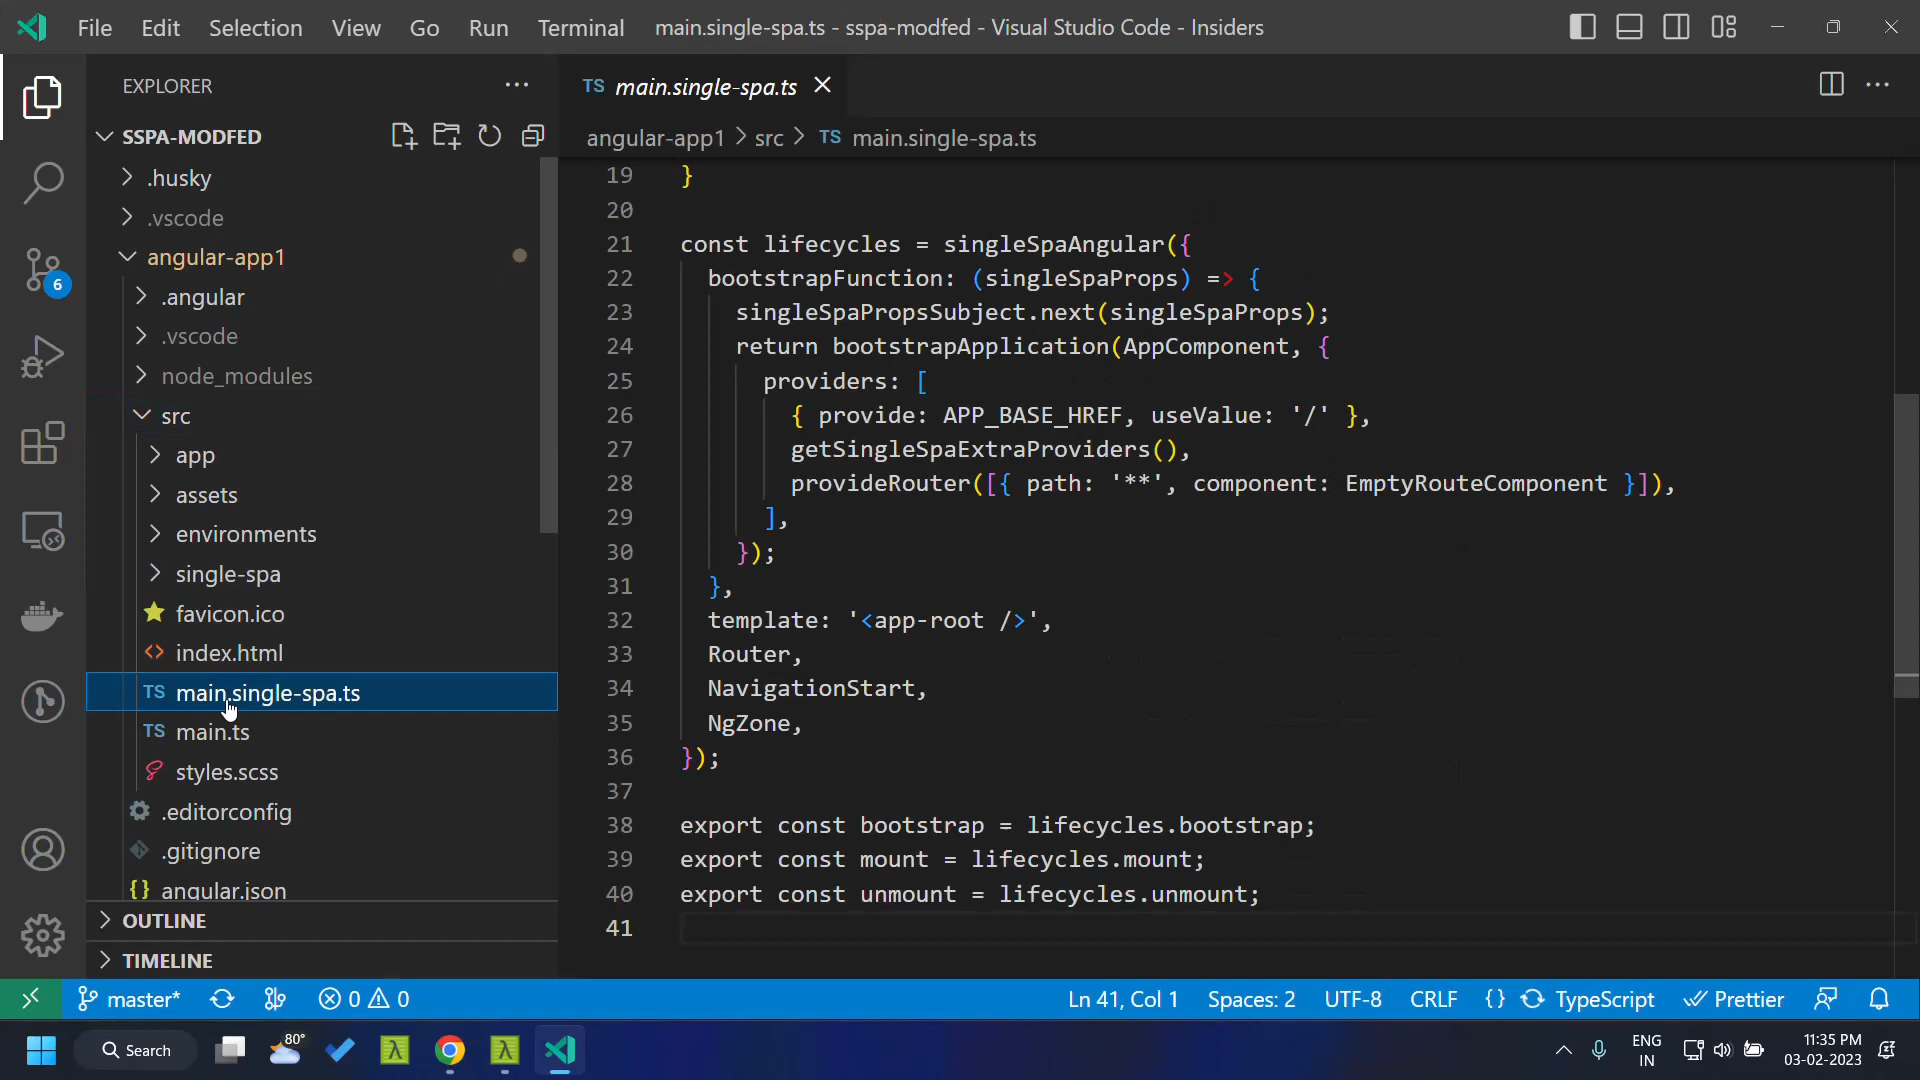 File Edit Selection View Go Run Terminal main.single-spa.ts - sspa-modfed - Visual Studio Code - Insiders
EXPLORER
SSPA-MODFED
.husky
.vscode
angular-app1
.angular
.vscode
node_modules
src
app
assets
environments
single-spa
favicon.ico
<> index.html
TS main.single-spa.ts
TS main.ts
styles.scss
.editorconfig
.gitignore
{} angular.json
OUTLINE
TIMELINE
6
TS main.single-spa.ts
angular-app1 > src > TS main.single-spa.ts
19 }
20
21 const lifecycles = singleSpaAngular({
22 bootstrapFunction: (singleSpaProps) => {
23 singleSpaPropsSubject.next(singleSpaProps);
24 return bootstrapApplication(AppComponent, {
25 providers: [
26 { provide: APP_BASE_HREF, useValue: '/' },
27 getSingleSpaExtraProviders(),
28 provideRouter([{ path: '**', component: EmptyRouteComponent }]),
29 ],
30 });
31 },
32 template: '<app-root />',
33 Router,
34 NavigationStart,
35 NgZone,
36 });
37
38 export const bootstrap = lifecycles.bootstrap;
39 export const mount = lifecycles.mount;
40 export const unmount = lifecycles.unmount;
41
master* 0 0 Ln 41, Col 1 Spaces: 2 UTF-8 CRLF {} TypeScript Prettier
Search 80° ENG 11:35 PM
IN 03-02-2023